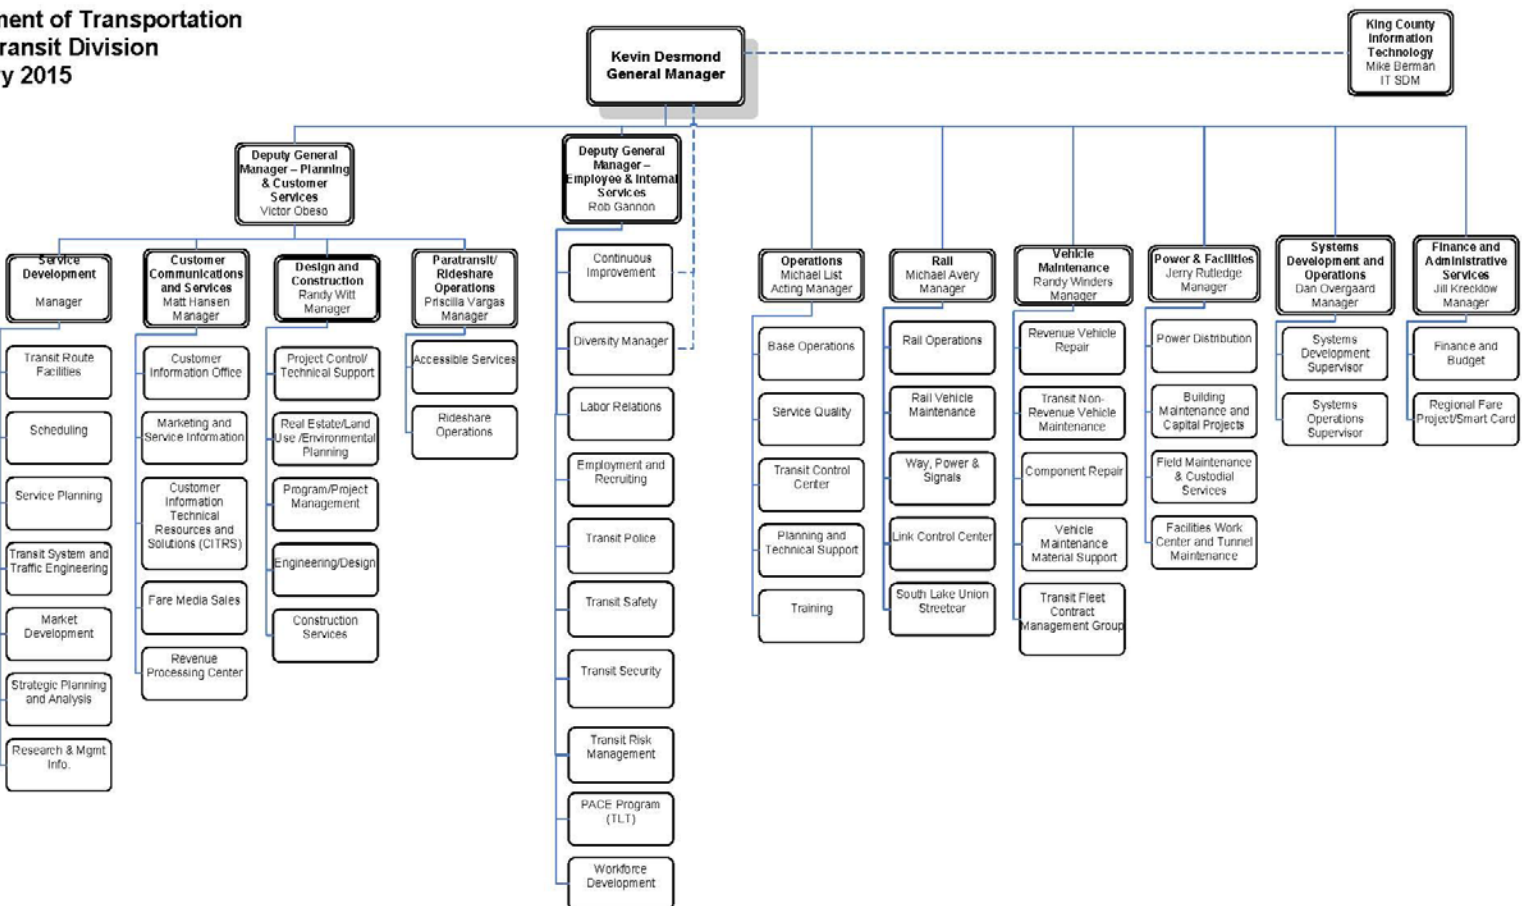 ment of Transportation
ransit Division
y 2015
Kevin Desmond
General Manager
King County
Information
Technology
Mike Berman
IT SDM
Deputy General
Manager – Planning
& Customer
Services
Victor Obeso
Deputy General
Manager –
Employee & Internal
Services
Rob Gannon
Service
Development
Manager
Customer
Communications
and Services
Matt Hansen
Manager
Design and
Construction
Randy Witt
Manager
Paratransit/
Rideshare
Operations
Priscilla Vargas
Manager
Operations
Michael List
Acting Manager
Rail
Michael Avery
Manager
Vehicle
Maintenance
Randy Winders
Manager
Power & Facilities
Jerry Rutledge
Manager
Systems
Development and
Operations
Dan Overgaard
Manager
Finance and
Administrative
Services
Jill Krecklow
Manager
Transit Route
Facilities
Scheduling
Service Planning
Transit System and
Traffic Engineering
Market
Development
Strategic Planning
and Analysis
Research & Mgmt
Info.
Customer
Information Office
Marketing and
Service Information
Customer
Information
Technical
Resources and
Solutions (CITRS)
Fare Media Sales
Revenue
Processing Center
Project Control/
Technical Support
Real Estate/Land
Use /Environmental
Planning
Program/Project
Management
Engineering/Design
Construction
Services
Accessible Services
Rideshare
Operations
Continuous
Improvement
Diversity Manager
Labor Relations
Employment and
Recruiting
Transit Police
Transit Safety
Transit Security
Transit Risk
Management
PACE Program
(TLT)
Workforce
Development
Base Operations
Service Quality
Transit Control
Center
Planning and
Technical Support
Training
Rail Operations
Rail Vehicle
Maintenance
Way, Power &
Signals
Link Control Center
South Lake Union
Streetcar
Revenue Vehicle
Repair
Transit Non-
Revenue Vehicle
Maintenance
Component Repair
Vehicle
Maintenance
Material Support
Transit Fleet
Contract
Management Group
Power Distribution
Building
Maintenance and
Capital Projects
Field Maintenance
& Custodial
Services
Facilities Work
Center and Tunnel
Maintenance
Systems
Development
Supervisor
Systems
Operations
Supervisor
Finance and
Budget
Regional Fare
Project/Smart Card